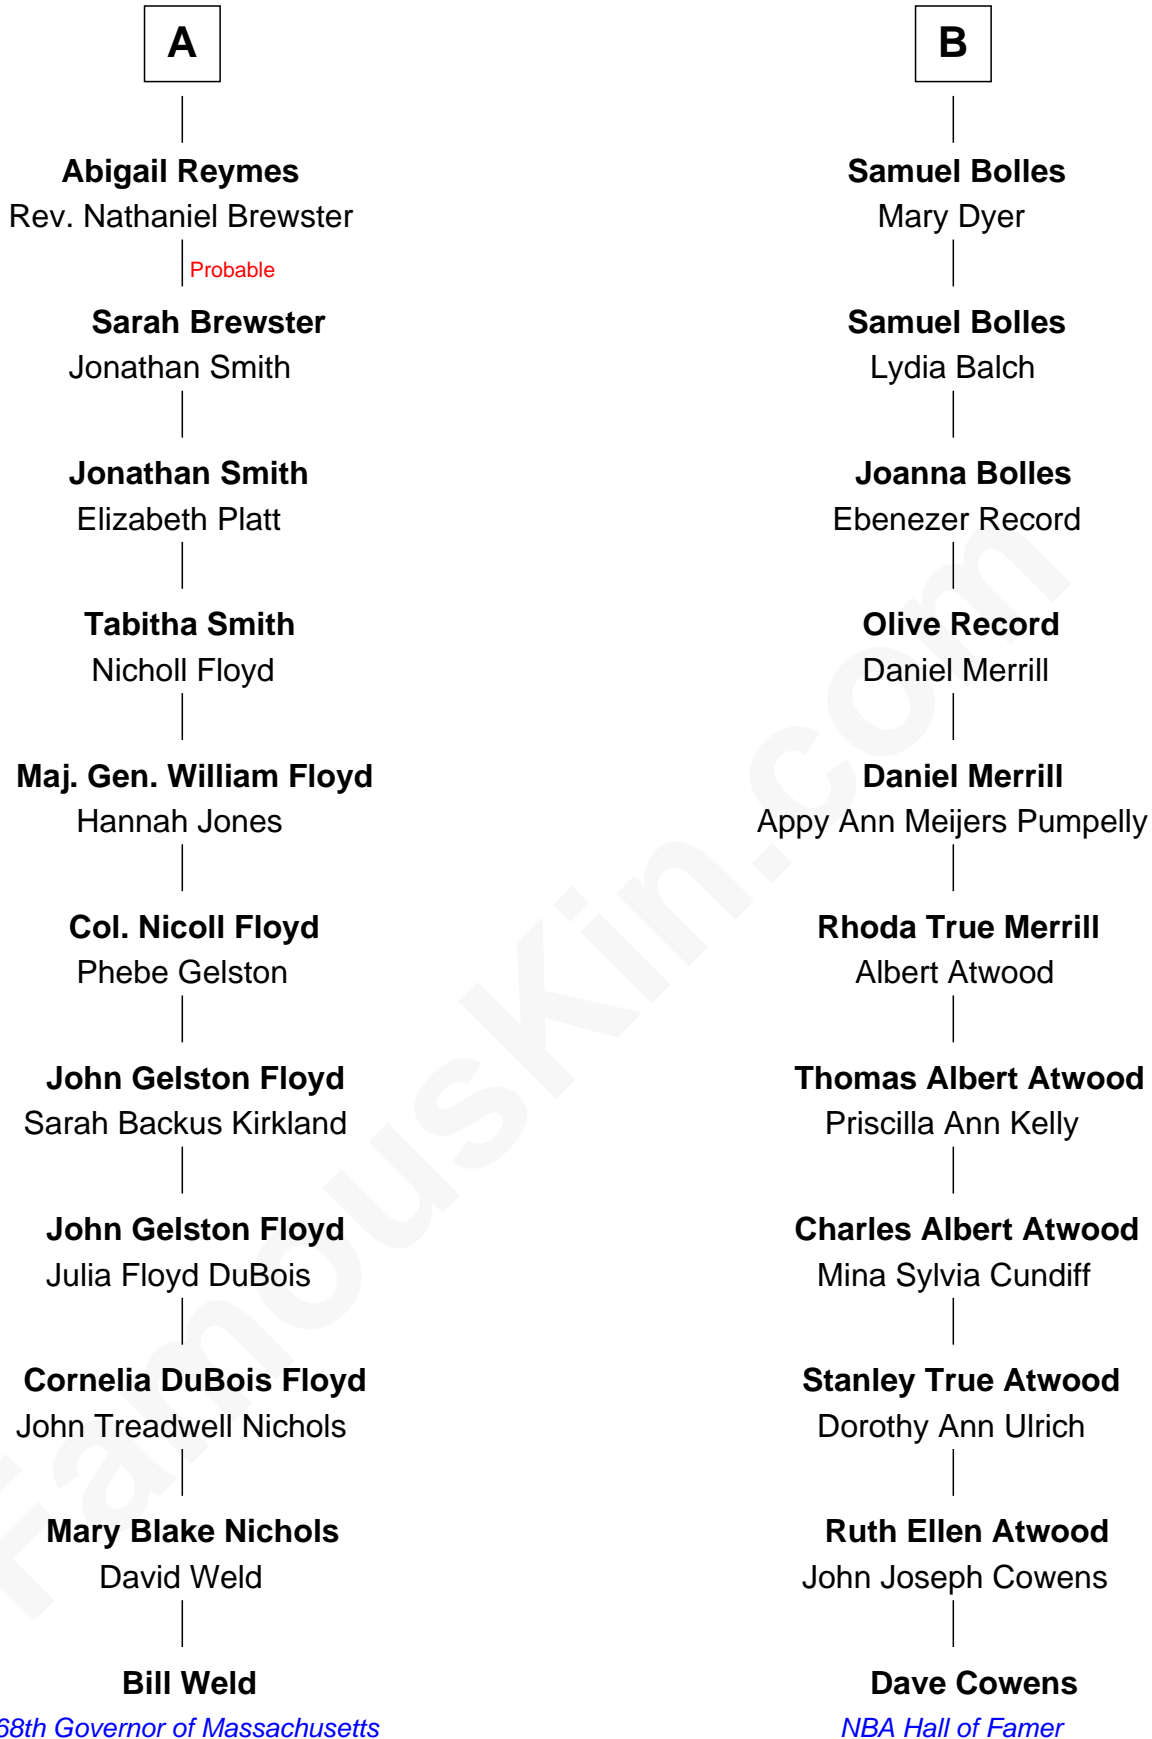 A
Abigail Reymes
Rev. Nathaniel Brewster
Probable
Sarah Brewster
Jonathan Smith
Jonathan Smith
Elizabeth Platt
Tabitha Smith
Nicholl Floyd
Maj. Gen. William Floyd
Hannah Jones
Col. Nicoll Floyd
Phebe Gelston
John Gelston Floyd
Sarah Backus Kirkland
John Gelston Floyd
Julia Floyd DuBois
Cornelia DuBois Floyd
John Treadwell Nichols
Mary Blake Nichols
David Weld
Bill Weld
68th Governor of Massachusetts
B
Samuel Bolles
Mary Dyer
Samuel Bolles
Lydia Balch
Joanna Bolles
Ebenezer Record
Olive Record
Daniel Merrill
Daniel Merrill
Appy Ann Meijers Pumpelly
Rhoda True Merrill
Albert Atwood
Thomas Albert Atwood
Priscilla Ann Kelly
Charles Albert Atwood
Mina Sylvia Cundiff
Stanley True Atwood
Dorothy Ann Ulrich
Ruth Ellen Atwood
John Joseph Cowens
Dave Cowens
NBA Hall of Famer
FamousKin.com